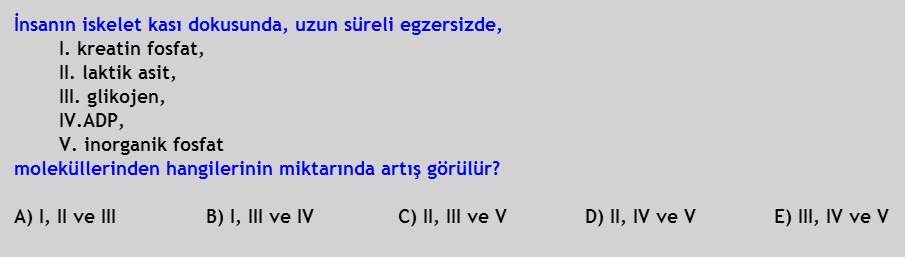 İnsanın iskelet kası dokusunda, uzun süreli egzersizde,
I. kreatin fosfat,
II. laktik asit,
III. glikojen,
IV.ADP,
V. inorganik fosfat
moleküllerinden hangilerinin miktarında artış görülür?
A) I, II ve III B) I, III ve IV C) II, III ve V D) II, IV ve V E) III, IV ve V